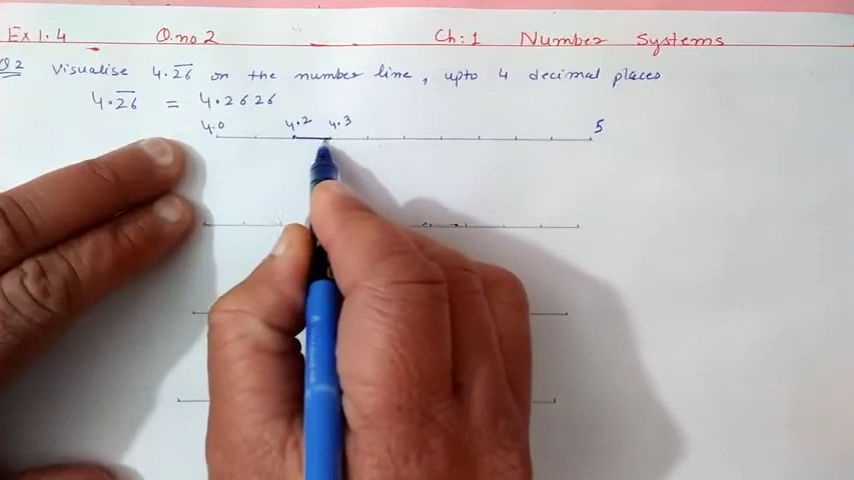 Ex 1.4 Q.no 2 Ch: 1 Number Systems
Q2 Visualise 4.2̅6̅ on the number line, upto 4 decimal places
4.2̅6̅ = 4.2626
4.0 4.2 4.3 5